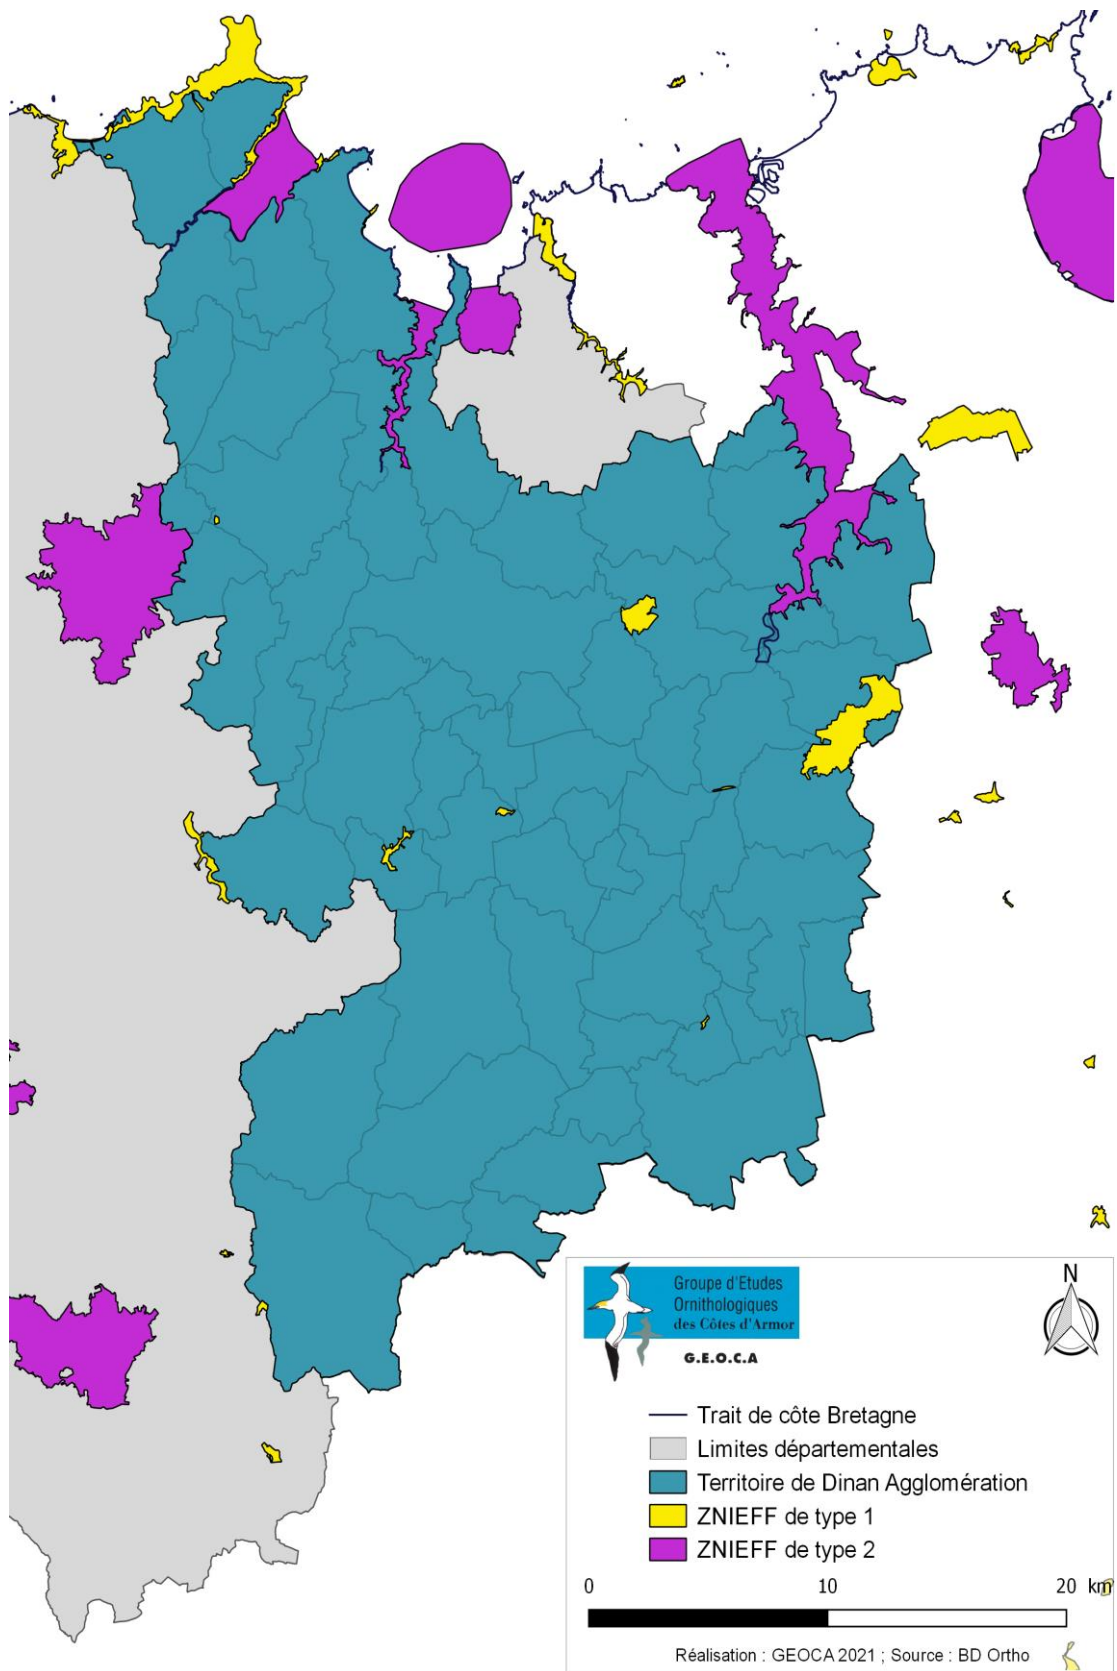 Groupe d'Etudes
Ornithologiques
des Côtes d'Armor
G.E.O.C.A
N
Trait de côte Bretagne
Limites départementales
Territoire de Dinan Agglomération
ZNIEFF de type 1
ZNIEFF de type 2
0 10 20 km
Réalisation : GEOCA 2021 ; Source : BD Ortho